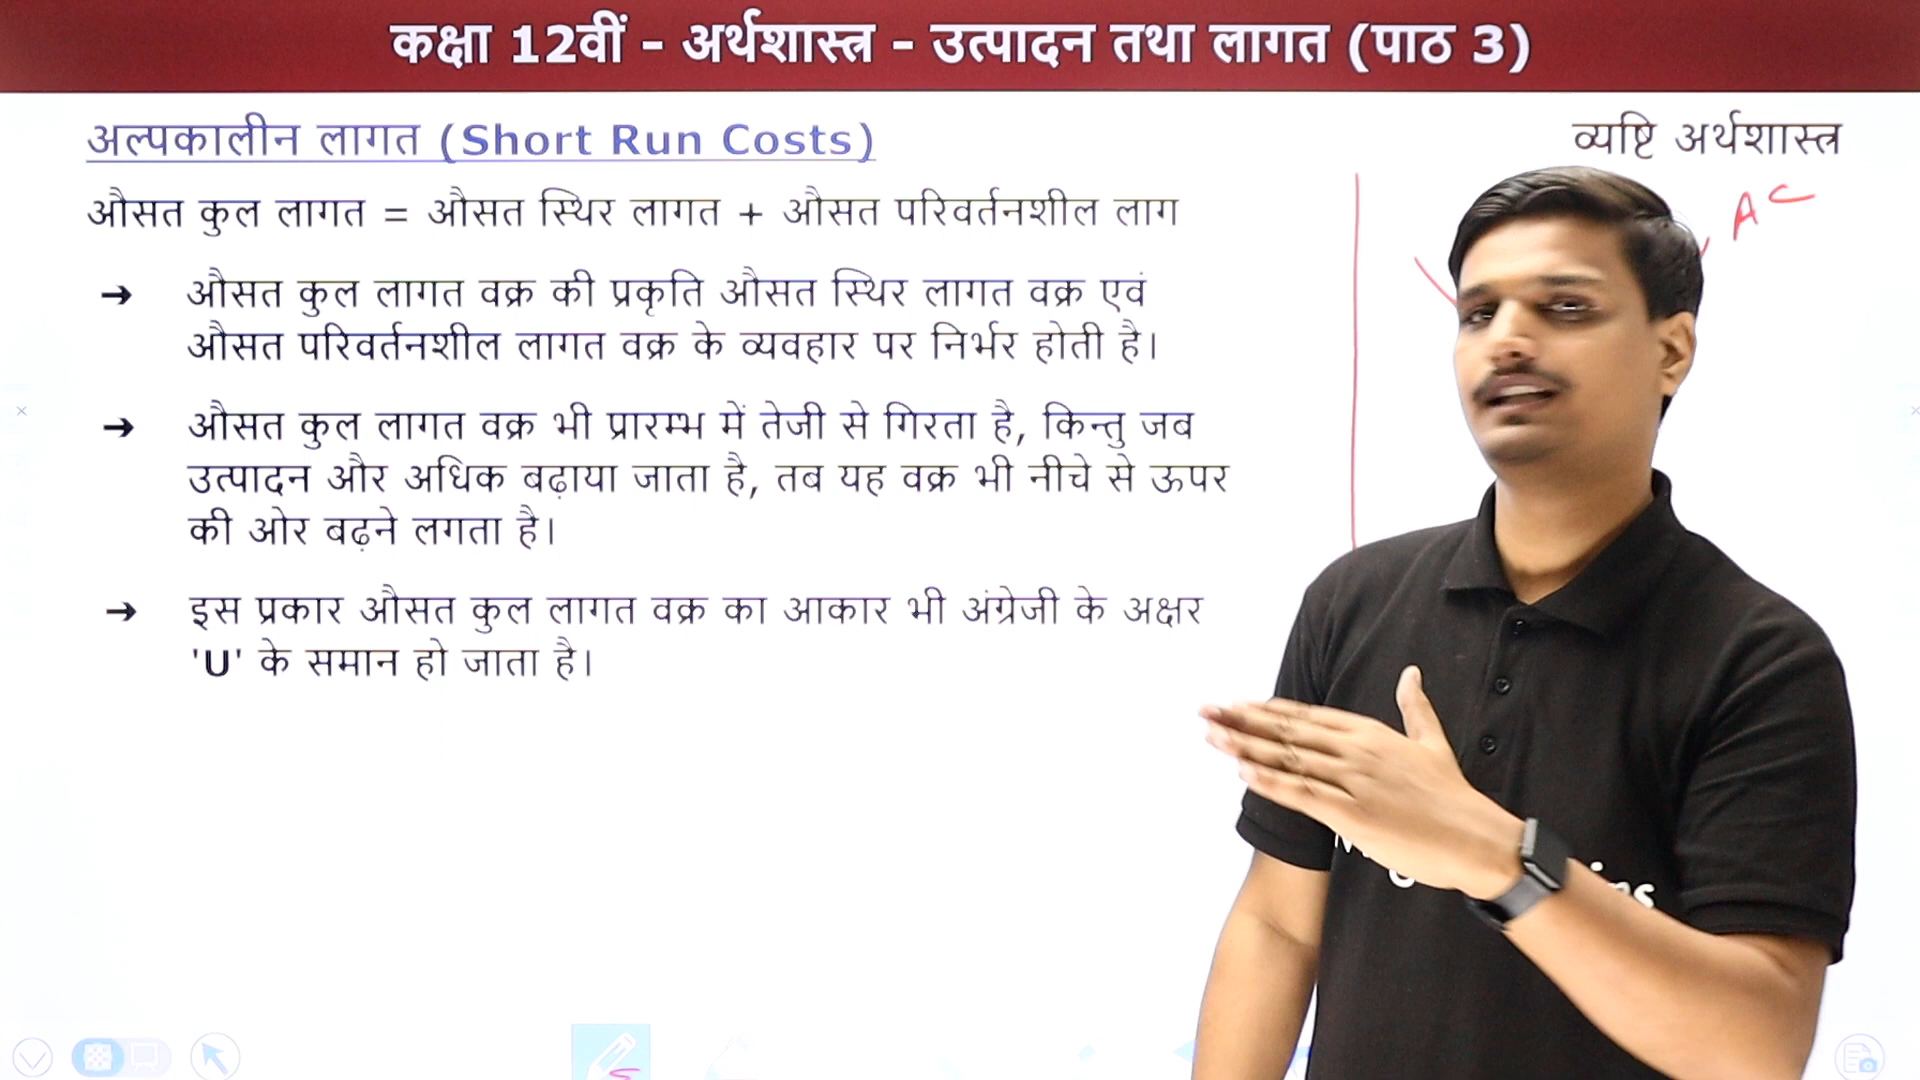 कक्षा 12वीं - अर्थशास्त्र - उत्पादन तथा लागत (पाठ 3)
अल्पकालीन लागत (Short Run Costs)
व्यष्टि अर्थशास्त्र
औसत कुल लागत = औसत स्थिर लागत + औसत परिवर्तनशील लाग
AC
➔ औसत कुल लागत वक्र की प्रकृति औसत स्थिर लागत वक्र एवं
औसत परिवर्तनशील लागत वक्र के व्यवहार पर निर्भर होती है।
➔ औसत कुल लागत वक्र भी प्रारम्भ में तेजी से गिरता है, किन्तु जब
उत्पादन और अधिक बढ़ाया जाता है, तब यह वक्र भी नीचे से ऊपर
की ओर बढ़ने लगता है।
➔ इस प्रकार औसत कुल लागत वक्र का आकार भी अंग्रेजी के अक्षर
'U' के समान हो जाता है।